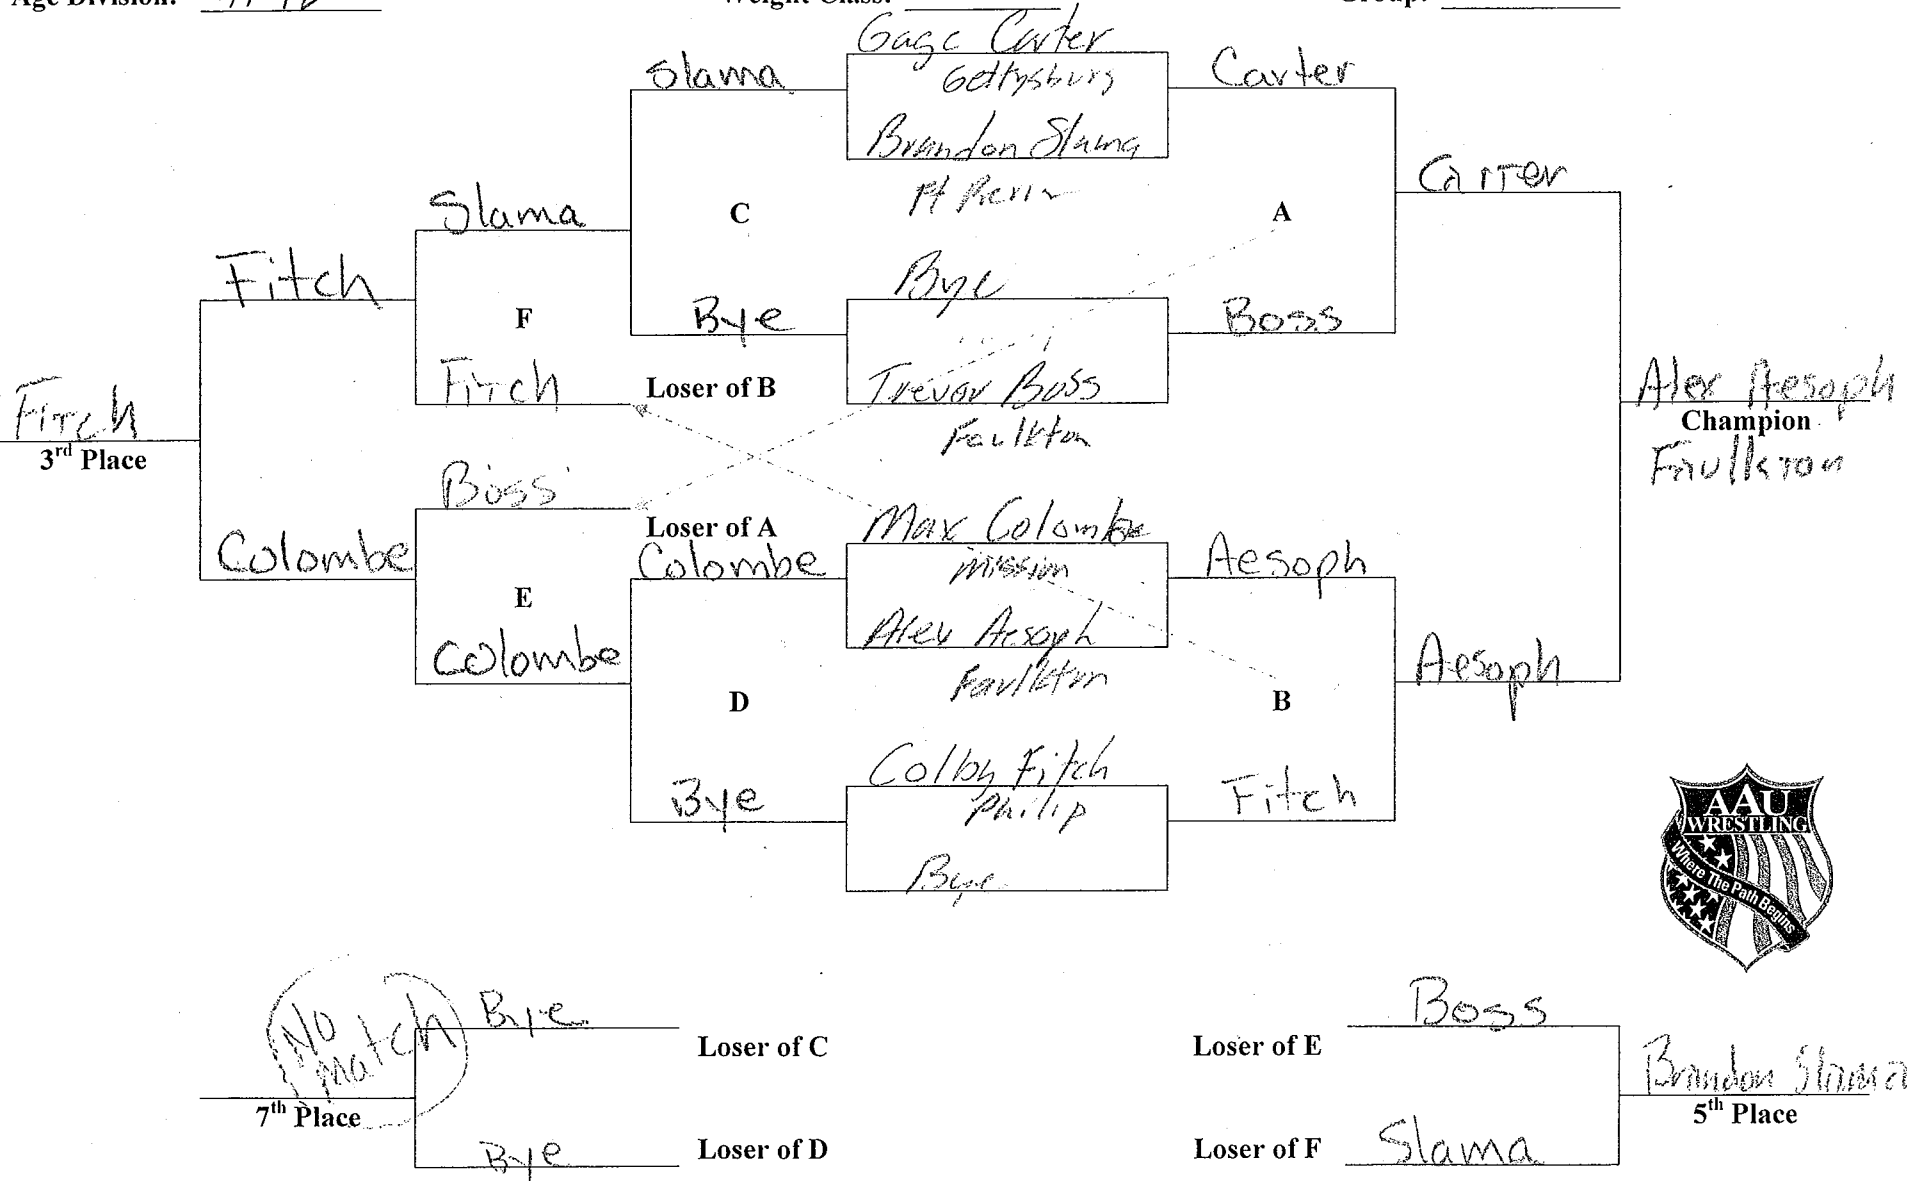 Age Division:
Weight Class:
Group:
Gage Carter
Slama
Gettysburg
Carter
Brandon Slama
Pt
Carter
Slama
C
A
Fitch
Bye
F
Bye
Boss
Fitch
Loser of B
Trevor Boss
Alex Aesoph
Fitch
Champion
3rd Place
Faulkton
Faulkton
Boss
Loser of A
Max Colombe
Colombe
Colombe
Mission
Aesoph
E
Alex Aesoph
Colombe
Faulkton
Aesoph
D
B
Colby Fitch
Bye
Philip
Fitch
AAU
WRESTLING
Where The Path Begins
Bye
No
match
Bye
Boss
Loser of C
Loser of E
Brandon Slama
7th Place
5th Place
Bye
Loser of D
Loser of F
Slama